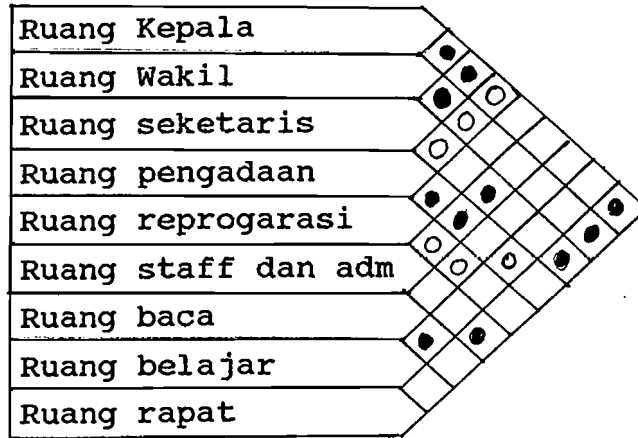 Ruang Kepala
Ruang Wakil
Ruang seketaris
Ruang pengadaan
Ruang reprogarasi
Ruang staff dan adm
Ruang baca
Ruang belajar
Ruang rapat